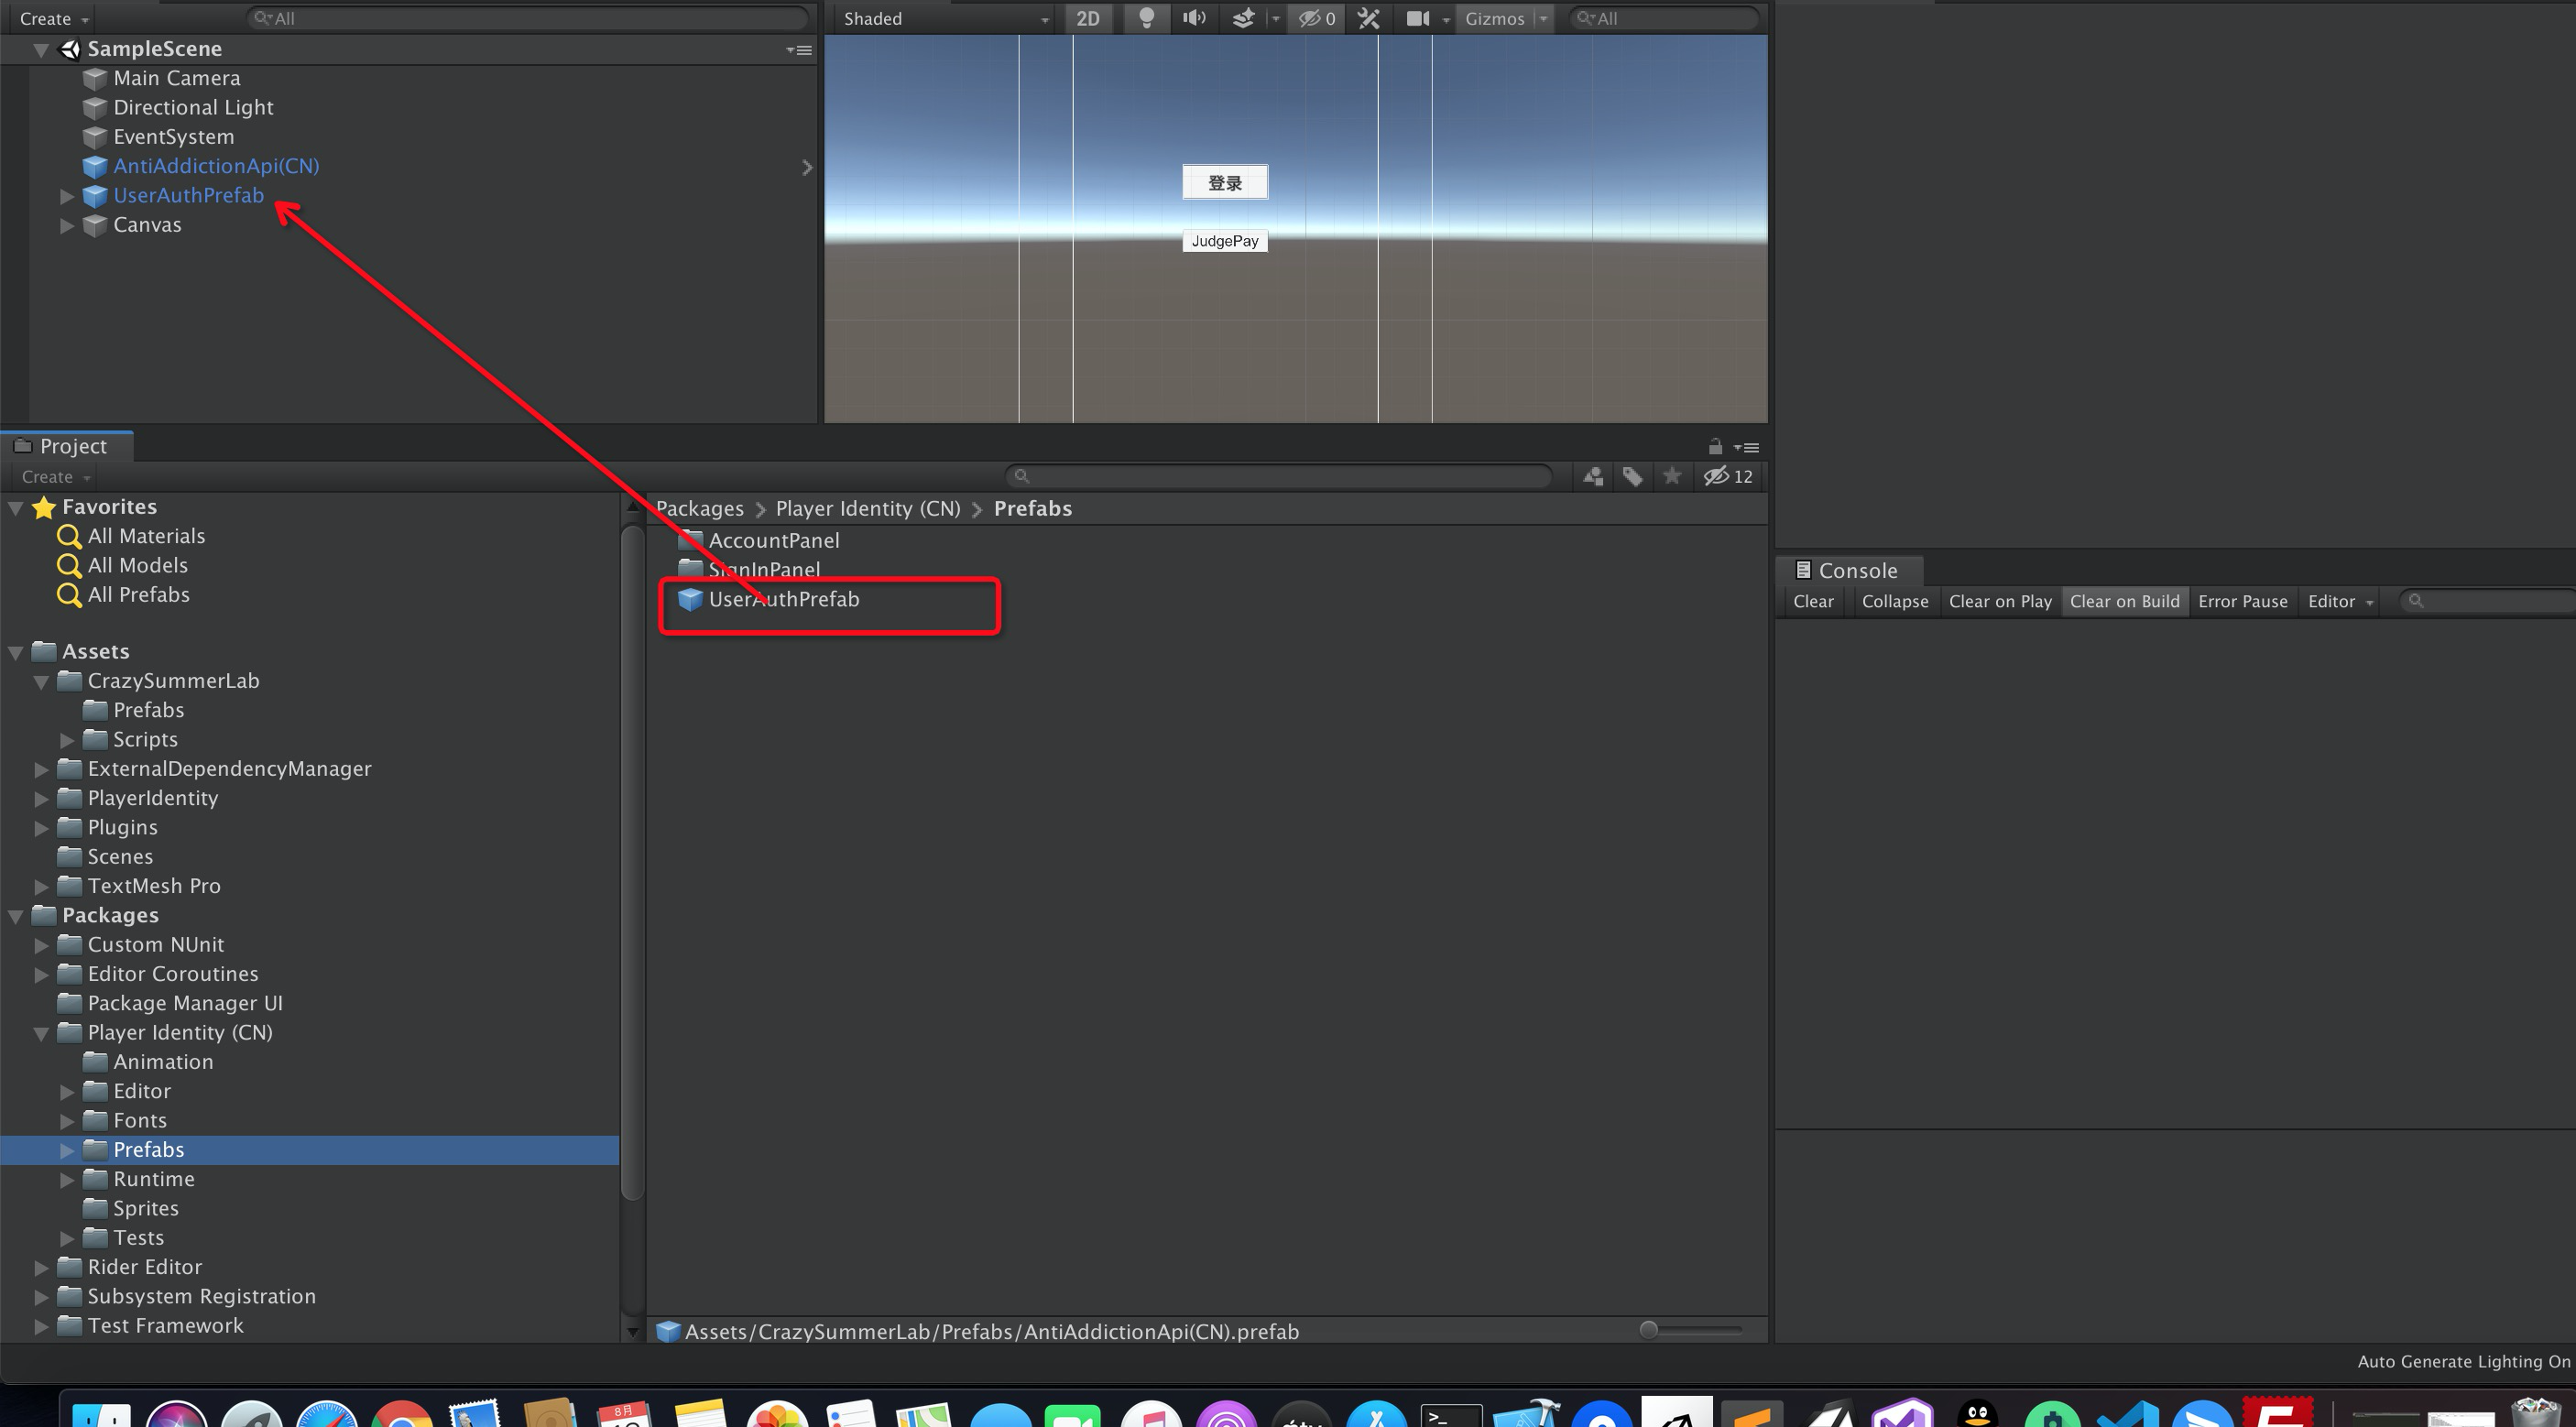 Create
All
SampleScene
Main Camera
Directional Light
EventSystem
AntiAddictionApi(CN)
UserAuthPrefab
Canvas
Shaded
2D
0
Gizmos
All
登录
JudgePay
Project
Create
12
Favorites
All Materials
All Models
All Prefabs
Assets
CrazySummerLab
Prefabs
Scripts
ExternalDependencyManager
PlayerIdentity
Plugins
Scenes
TextMesh Pro
Packages
Custom NUnit
Editor Coroutines
Package Manager UI
Player Identity (CN)
Animation
Editor
Fonts
Prefabs
Runtime
Sprites
Tests
Rider Editor
Subsystem Registration
Test Framework
Packages > Player Identity (CN) > Prefabs
AccountPanel
SignInPanel
UserAuthPrefab
Assets/CrazySummerLab/Prefabs/AntiAddictionApi(CN).prefab
Console
Clear
Collapse
Clear on Play
Clear on Build
Error Pause
Editor
Auto Generate Lighting On
8月